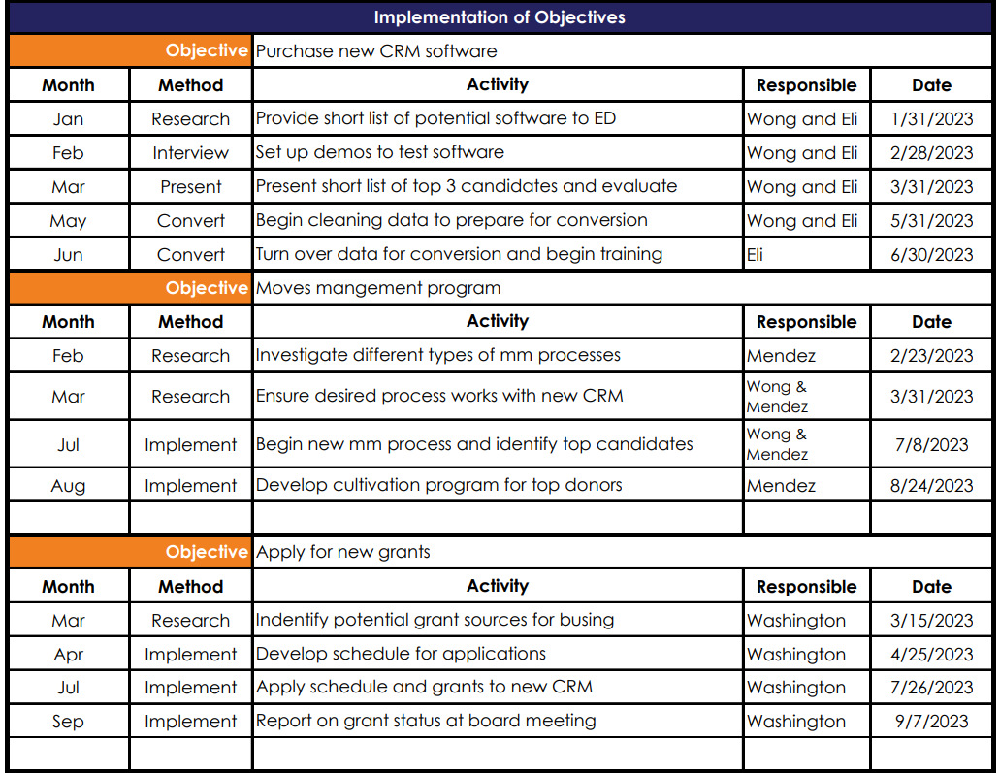 Implementation of Objectives
Objective Purchase new CRM software
Month Method Activity Responsible Date
Jan Research Provide short list of potential software to ED Wong and Eli 1/31/2023
Feb Interview Set up demos to test software Wong and Eli 2/28/2023
Mar Present Present short list of top 3 candidates and evaluate Wong and Eli 3/31/2023
May Convert Begin cleaning data to prepare for conversion Wong and Eli 5/31/2023
Jun Convert Turn over data for conversion and begin training Eli 6/30/2023
Objective Moves mangement program
Month Method Activity Responsible Date
Feb Research Investigate different types of mm processes Mendez 2/23/2023
Mar Research Ensure desired process works with new CRM Wong & Mendez 3/31/2023
Jul Implement Begin new mm process and identify top candidates Wong & Mendez 7/8/2023
Aug Implement Develop cultivation program for top donors Mendez 8/24/2023
Objective Apply for new grants
Month Method Activity Responsible Date
Mar Research Indentify potential grant sources for busing Washington 3/15/2023
Apr Implement Develop schedule for applications Washington 4/25/2023
Jul Implement Apply schedule and grants to new CRM Washington 7/26/2023
Sep Implement Report on grant status at board meeting Washington 9/7/2023